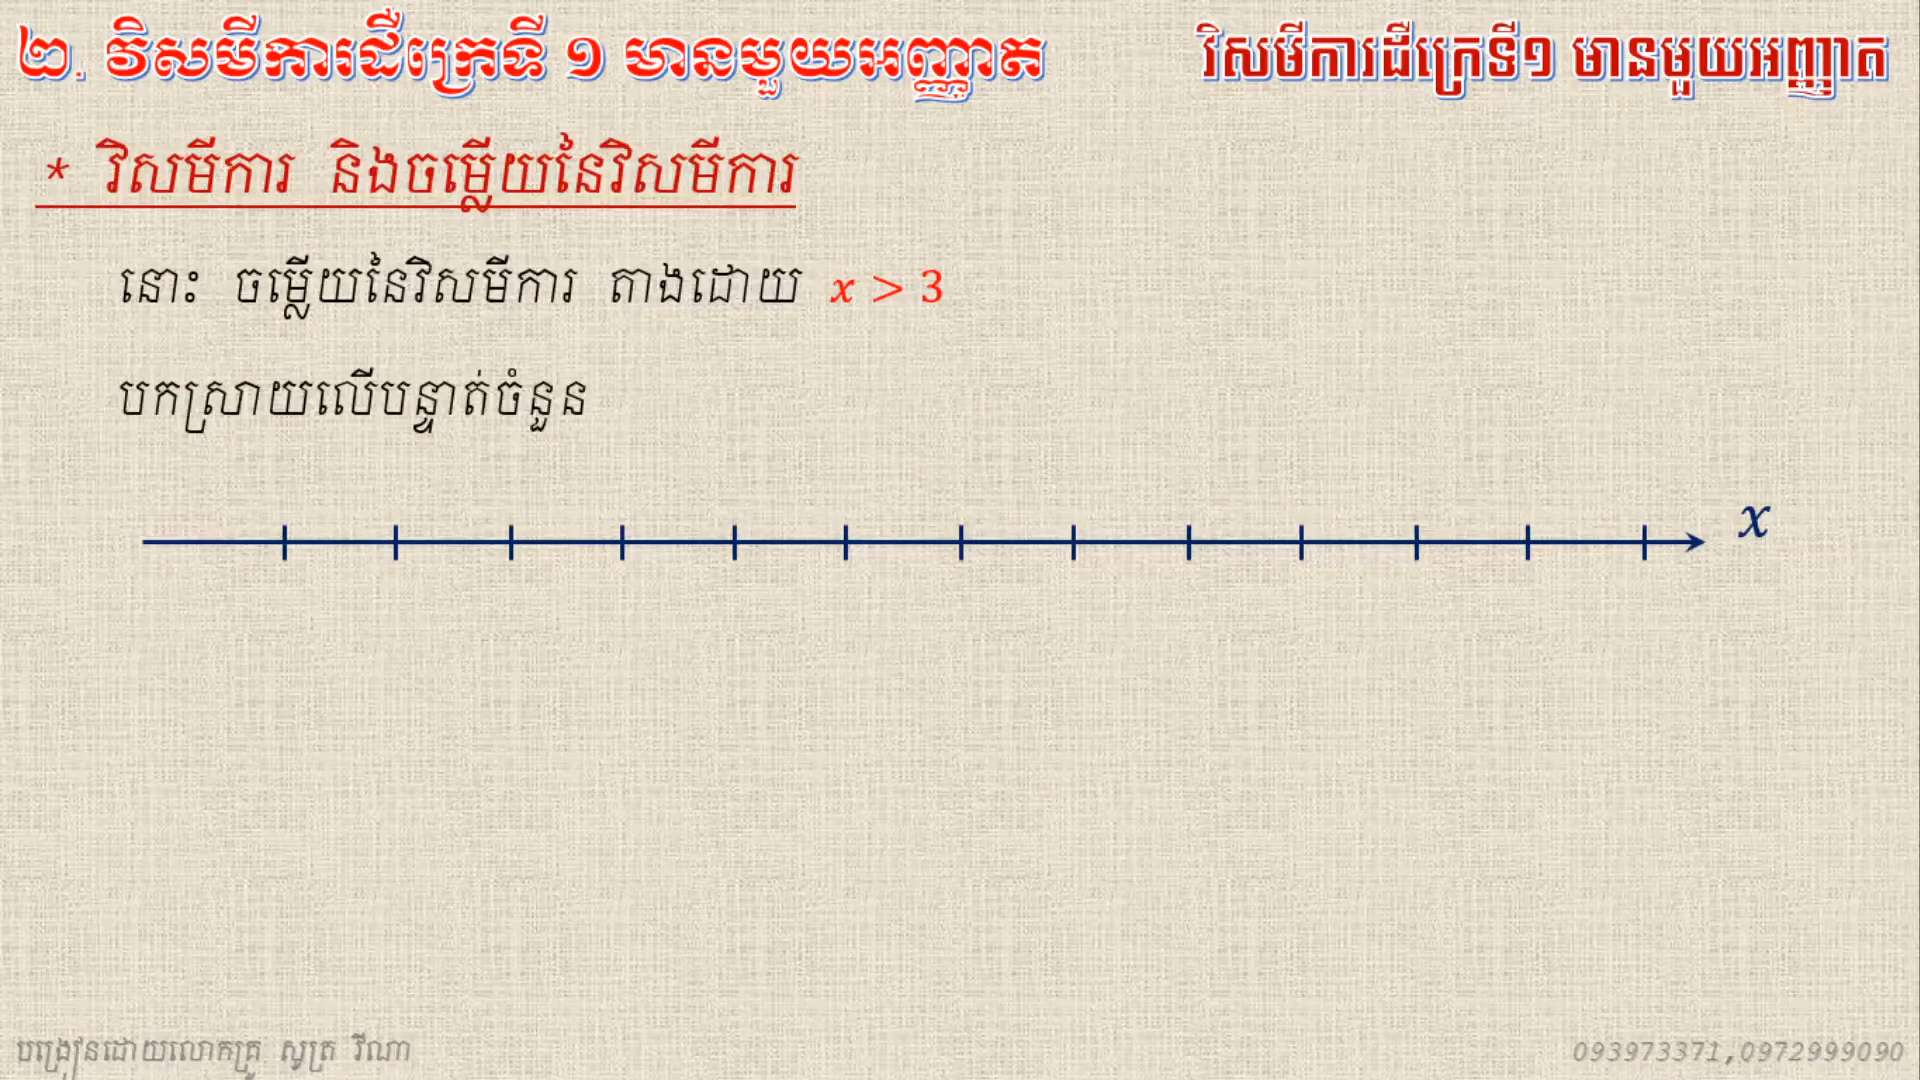 ២. វិសមីការដឺក្រេទី ១ មានមួយអញ្ញាត
វិសមីការដឺក្រេទី១ មានមួយអញ្ញាត
* វិសមីការ និងចម្លើយនៃវិសមីការ
នោះ ចម្លើយនៃវិសមីការ តាងដោយ x > 3
បកស្រាយលើបន្ទាត់ចំនួន
x
បង្រៀនដោយលោកគ្រូ សូត្រ វីណា
093973371,0972999090